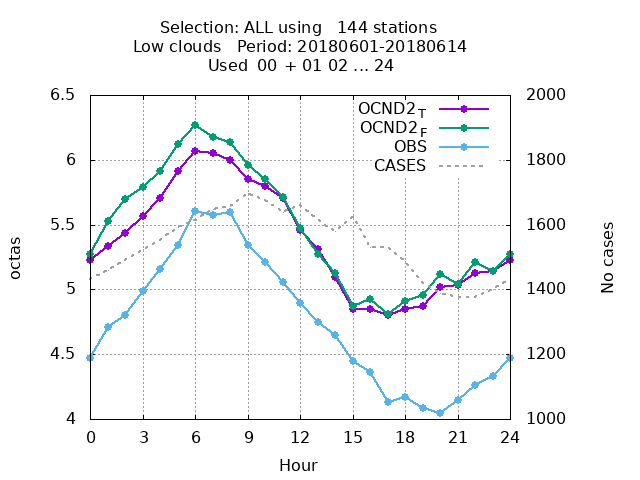 Selection: ALL using   144 stations
Low clouds   Period: 20180601-20180614
Used  00 + 01 02 ... 24
6.5
6
5.5
5
4.5
4
octas
OCND2 T
OCND2 F
OBS
CASES
2000
1800
1600
1400
1200
1000
No cases
0 3 6 9 12 15 18 21 24
Hour